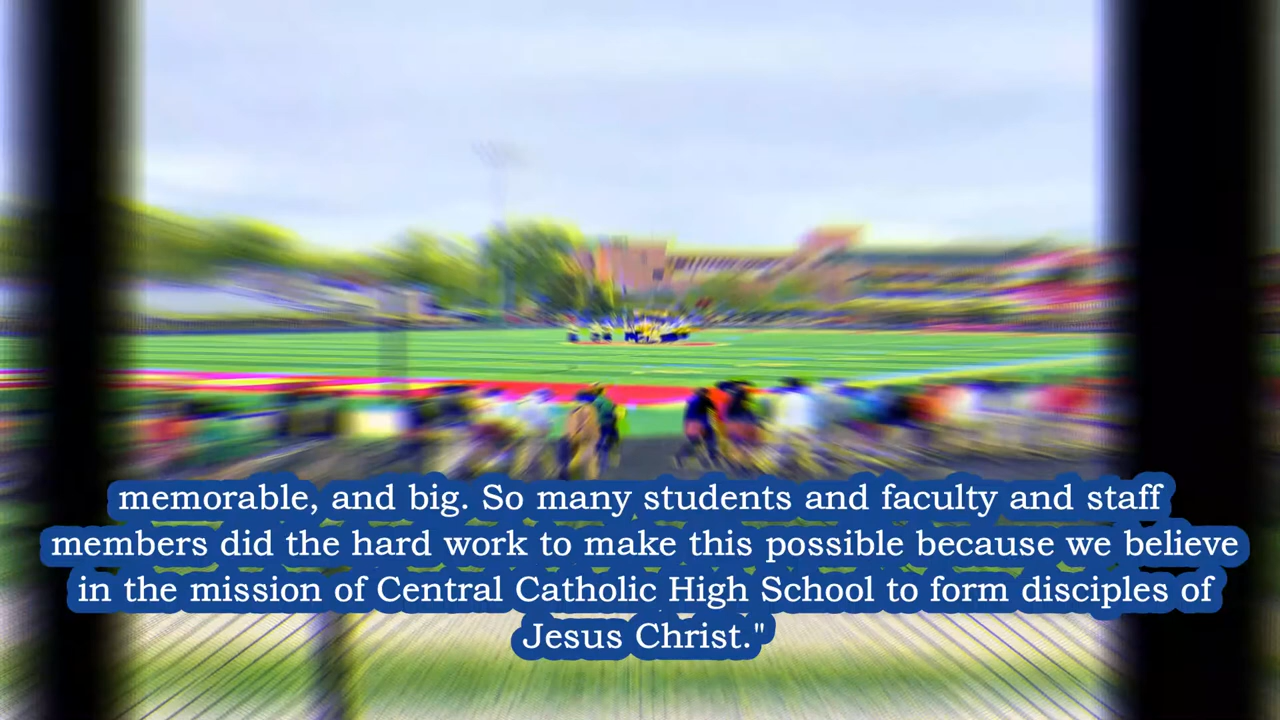 memorable, and big. So many students and faculty and staff
members did the hard work to make this possible because we believe
in the mission of Central Catholic High School to form disciples of
Jesus Christ."